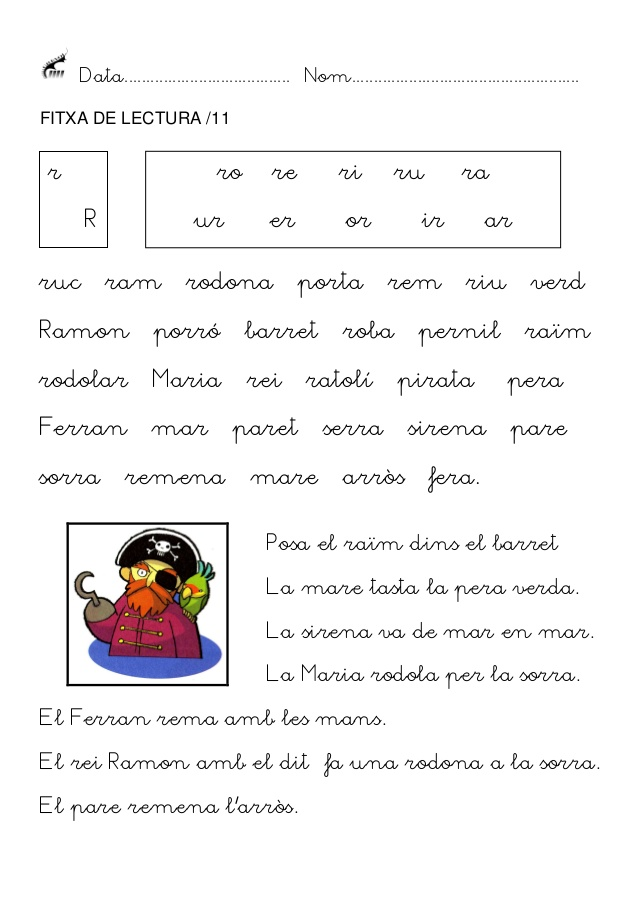 Data...................................... Nom....................................................
FITXA DE LECTURA /11
r
R
ro re ri ru ra
ur er or ir ar
ruc ram rodona porta rem riu verd
Ramon porró barret roba pernil raïm
rodolar Maria rei ratolí pirata pera
Ferran mar paret serra sirena pare
sorra remena mare arròs fera.
Posa el raïm dins el barret
La mare tasta la pera verda.
La sirena va de mar en mar.
La Maria rodola per la sorra.
El Ferran rema amb les mans.
El rei Ramon amb el dit fa una rodona a la sorra.
El pare remena l'arròs.